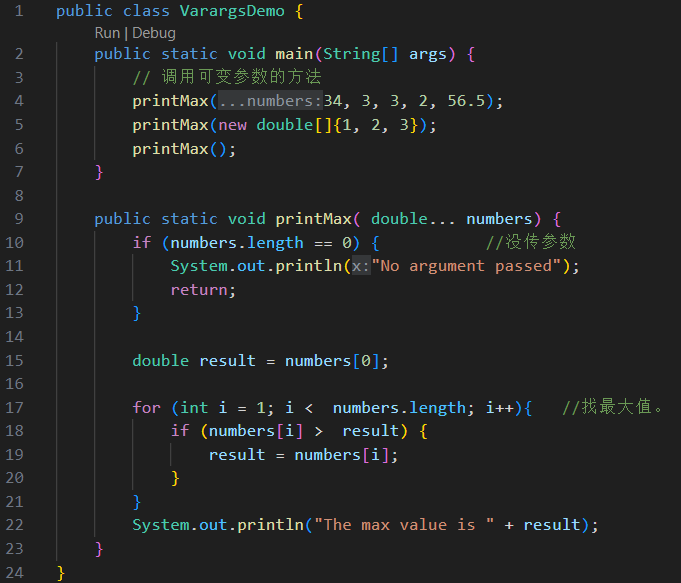 1 public class VarargsDemo {
Run | Debug
2 public static void main(String[] args) {
3 // 调用可变参数的方法
4 printMax(...numbers:34, 3, 3, 2, 56.5);
5 printMax(new double[]{1, 2, 3});
6 printMax();
7 }
8
9 public static void printMax( double... numbers) {
10 if (numbers.length == 0) { //没传参数
11 System.out.println(x:"No argument passed");
12 return;
13 }
14
15 double result = numbers[0];
16
17 for (int i = 1; i <  numbers.length; i++){ //找最大值。
18 if (numbers[i] >  result) {
19 result = numbers[i];
20 }
21 }
22 System.out.println("The max value is " + result);
23 }
24 }